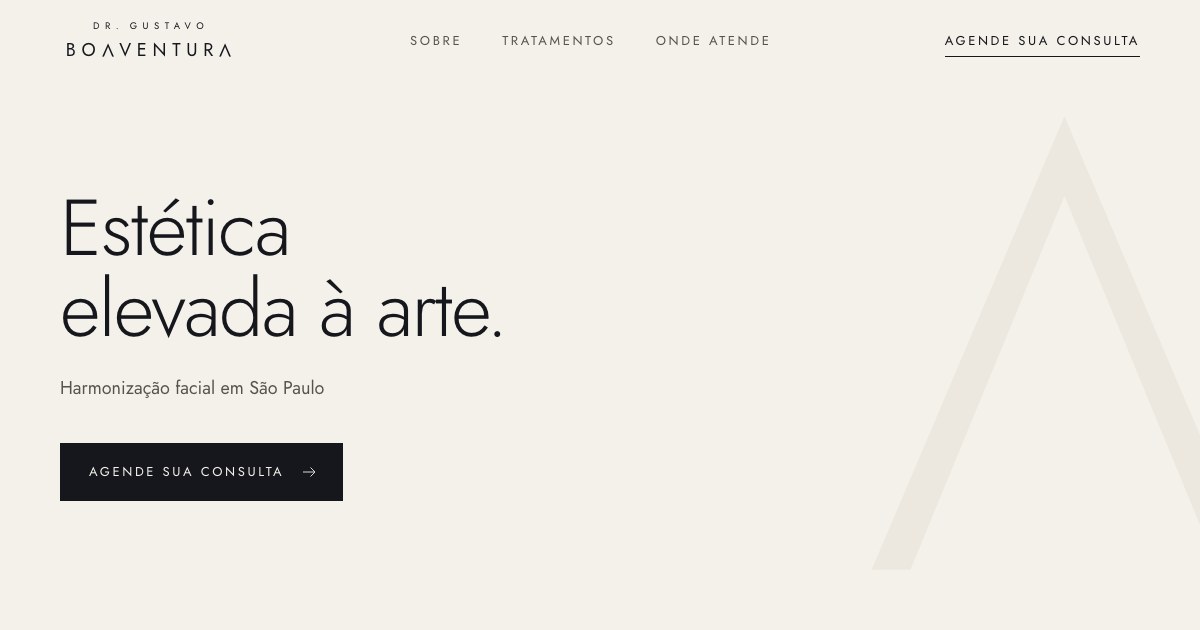 DR. GUSTAVO
BOAVENTURA
SOBRE
TRATAMENTOS
ONDE ATENDE
AGENDE SUA CONSULTA
Estética
elevada à arte.
Harmonização facial em São Paulo
AGENDE SUA CONSULTA →